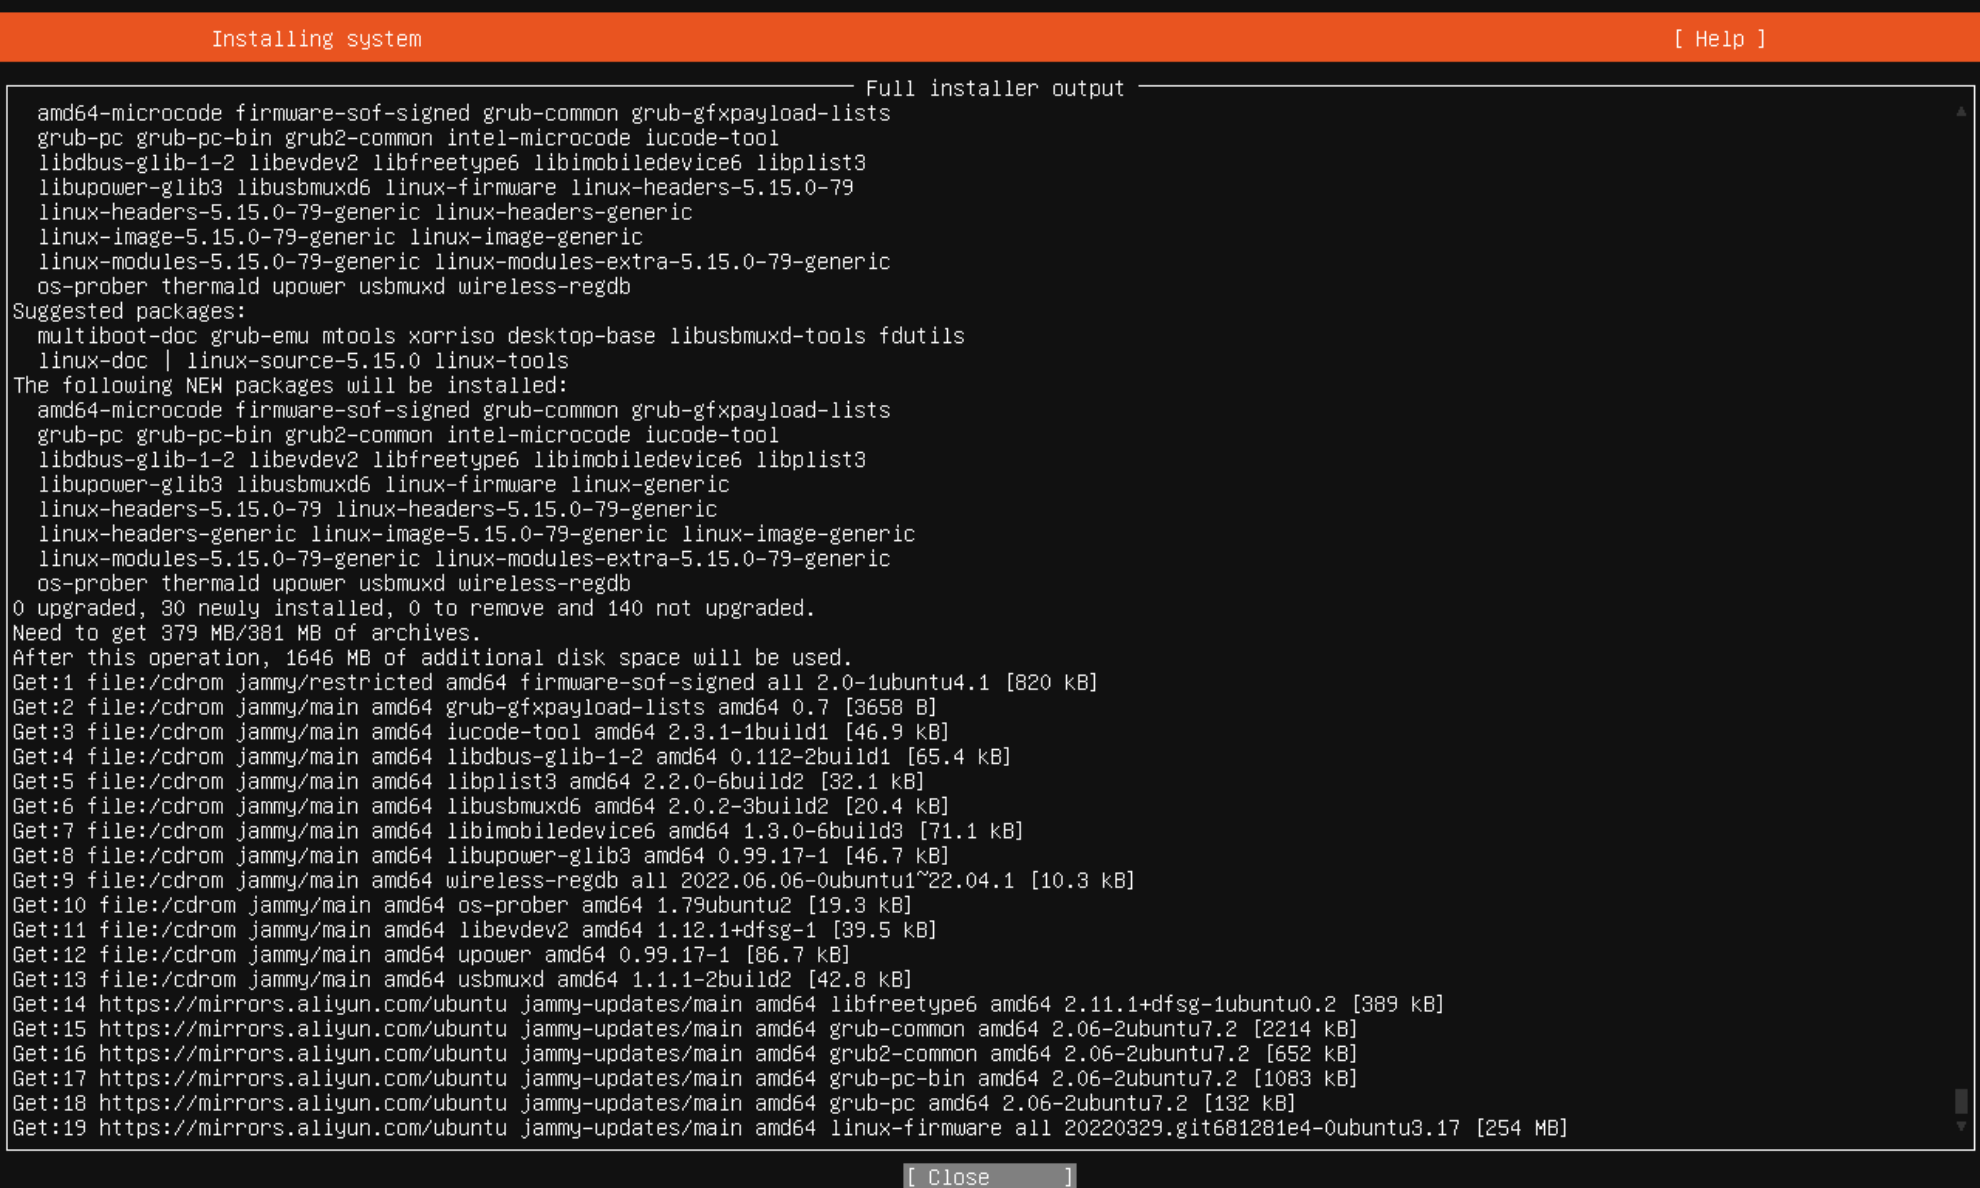 Installing system
[ Help ]
Full installer output
amd64-microcode firmware-sof-signed grub-common grub-gfxpayload-lists
grub-pc grub-pc-bin grub2-common intel-microcode iucode-tool
libdbus-glib-1-2 libevdev2 libfreetype6 libimobiledevice6 libplist3
libupower-glib3 libusbmuxd6 linux-firmware linux-headers-5.15.0-79
linux-headers-5.15.0-79-generic linux-headers-generic
linux-image-5.15.0-79-generic linux-image-generic
linux-modules-5.15.0-79-generic linux-modules-extra-5.15.0-79-generic
os-prober thermald upower usbmuxd wireless-regdb
Suggested packages:
multiboot-doc grub-emu mtools xorriso desktop-base libusbmuxd-tools fdutils
linux-doc | linux-source-5.15.0 linux-tools
The following NEW packages will be installed:
amd64-microcode firmware-sof-signed grub-common grub-gfxpayload-lists
grub-pc grub-pc-bin grub2-common intel-microcode iucode-tool
libdbus-glib-1-2 libevdev2 libfreetype6 libimobiledevice6 libplist3
libupower-glib3 libusbmuxd6 linux-firmware linux-generic
linux-headers-5.15.0-79 linux-headers-5.15.0-79-generic
linux-headers-generic linux-image-5.15.0-79-generic linux-image-generic
linux-modules-5.15.0-79-generic linux-modules-extra-5.15.0-79-generic
os-prober thermald upower usbmuxd wireless-regdb
0 upgraded, 30 newly installed, 0 to remove and 140 not upgraded.
Need to get 379 MB/381 MB of archives.
After this operation, 1646 MB of additional disk space will be used.
Get:1 file:/cdrom jammy/restricted amd64 firmware-sof-signed all 2.0-1ubuntu4.1 [820 kB]
Get:2 file:/cdrom jammy/main amd64 grub-gfxpayload-lists amd64 0.7 [3658 B]
Get:3 file:/cdrom jammy/main amd64 iucode-tool amd64 2.3.1-1build1 [46.9 kB]
Get:4 file:/cdrom jammy/main amd64 libdbus-glib-1-2 amd64 0.112-2build1 [65.4 kB]
Get:5 file:/cdrom jammy/main amd64 libplist3 amd64 2.2.0-6build2 [32.1 kB]
Get:6 file:/cdrom jammy/main amd64 libusbmuxd6 amd64 2.0.2-3build2 [20.4 kB]
Get:7 file:/cdrom jammy/main amd64 libimobiledevice6 amd64 1.3.0-6build3 [71.1 kB]
Get:8 file:/cdrom jammy/main amd64 libupower-glib3 amd64 0.99.17-1 [46.7 kB]
Get:9 file:/cdrom jammy/main amd64 wireless-regdb all 2022.06.06-0ubuntu1~22.04.1 [10.3 kB]
Get:10 file:/cdrom jammy/main amd64 os-prober amd64 1.79ubuntu2 [19.3 kB]
Get:11 file:/cdrom jammy/main amd64 libevdev2 amd64 1.12.1+dfsg-1 [39.5 kB]
Get:12 file:/cdrom jammy/main amd64 upower amd64 0.99.17-1 [86.7 kB]
Get:13 file:/cdrom jammy/main amd64 usbmuxd amd64 1.1.1-2build2 [42.8 kB]
Get:14 https://mirrors.aliyun.com/ubuntu jammy-updates/main amd64 libfreetype6 amd64 2.11.1+dfsg-1ubuntu0.2 [389 kB]
Get:15 https://mirrors.aliyun.com/ubuntu jammy-updates/main amd64 grub-common amd64 2.06-2ubuntu7.2 [2214 kB]
Get:16 https://mirrors.aliyun.com/ubuntu jammy-updates/main amd64 grub2-common amd64 2.06-2ubuntu7.2 [652 kB]
Get:17 https://mirrors.aliyun.com/ubuntu jammy-updates/main amd64 grub-pc-bin amd64 2.06-2ubuntu7.2 [1083 kB]
Get:18 https://mirrors.aliyun.com/ubuntu jammy-updates/main amd64 grub-pc amd64 2.06-2ubuntu7.2 [132 kB]
Get:19 https://mirrors.aliyun.com/ubuntu jammy-updates/main amd64 linux-firmware all 20220329.git681281e4-0ubuntu3.17 [254 MB]
[ Close ]